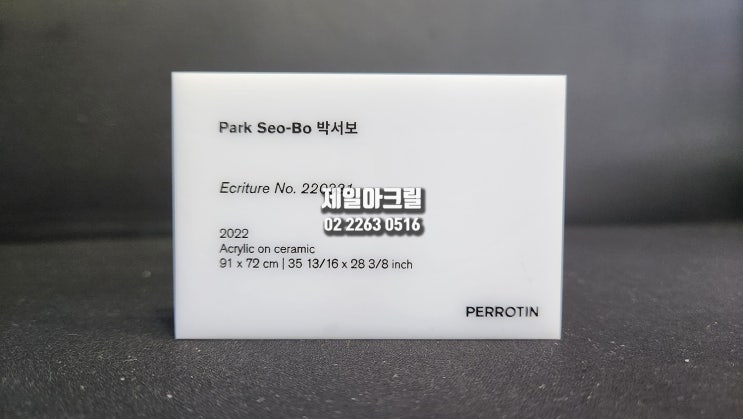 Park Seo-Bo 박서보
Ecriture No.
제일아크릴
02 2263 0516
2022
Acrylic on ceramic
91 x 72 cm | 35 13/16 x 28 3/8 inch
PERROTIN